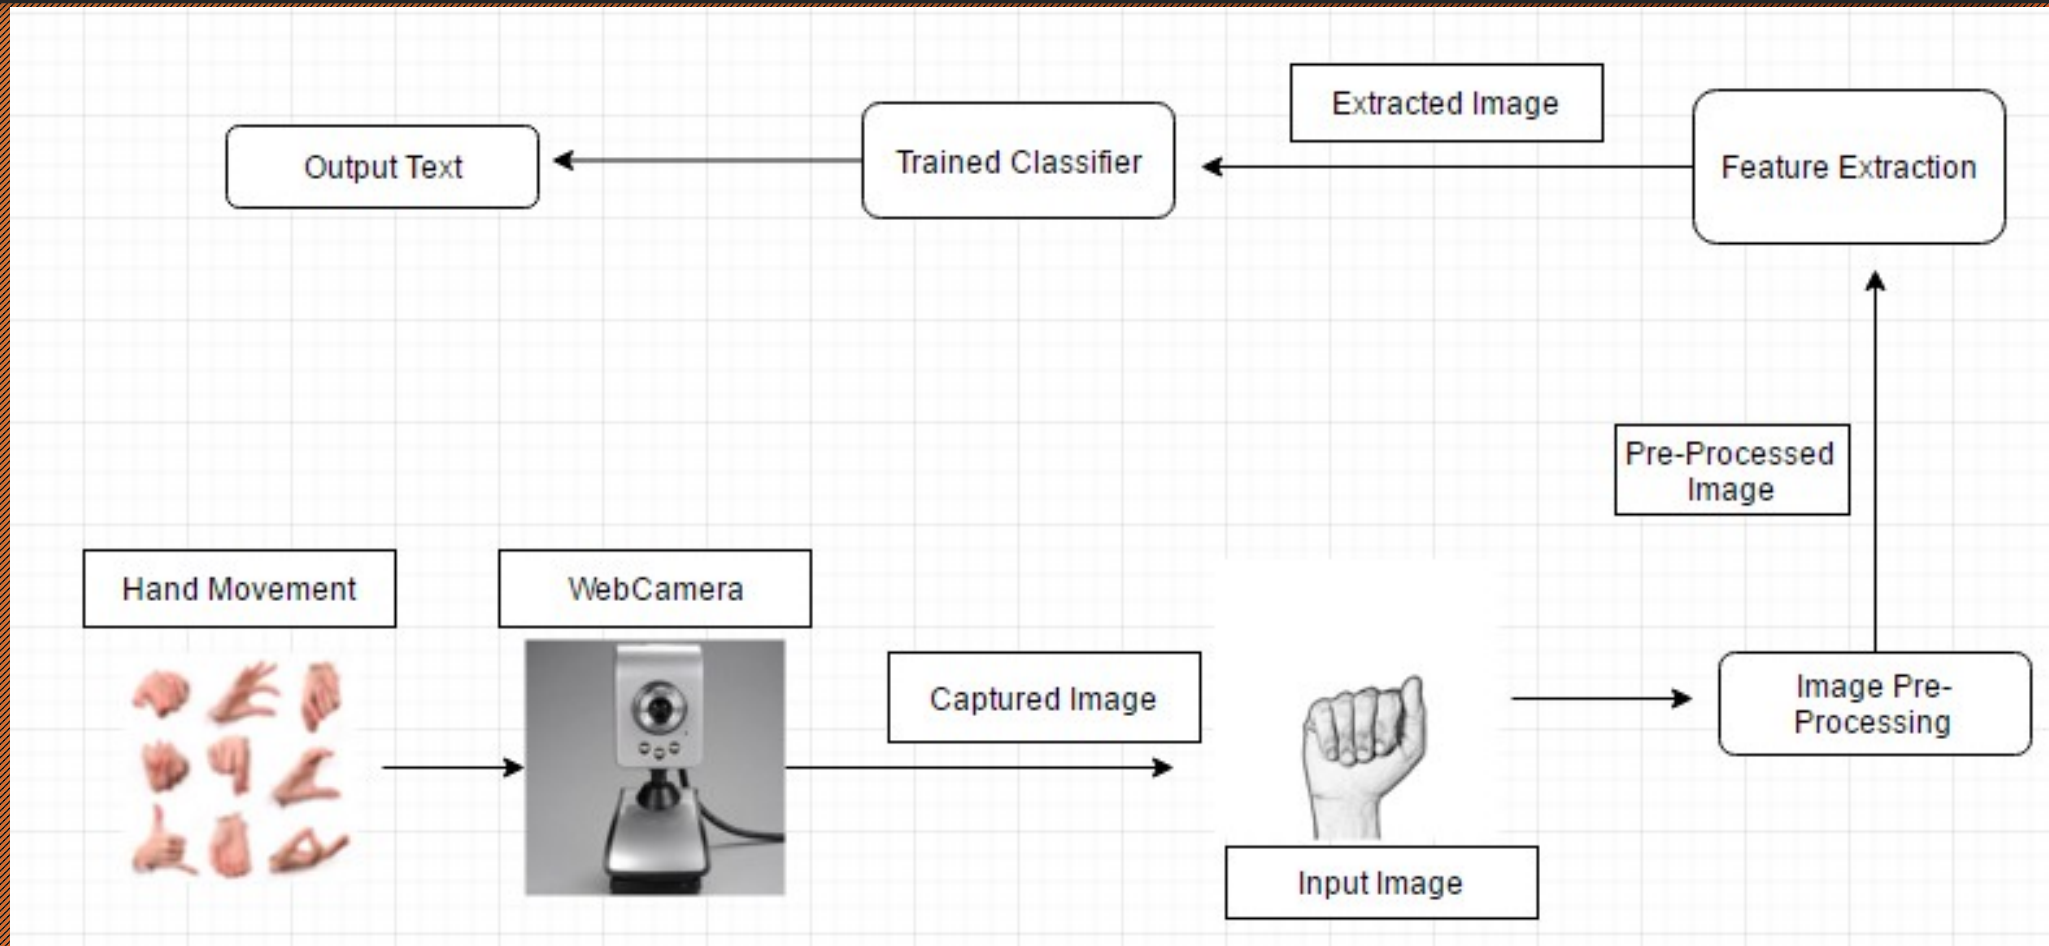 Extracted Image
Output Text
Trained Classifier
Feature Extraction
Pre-Processed
Image
Hand Movement
WebCamera
Captured Image
Image Pre-
Processing
Input Image